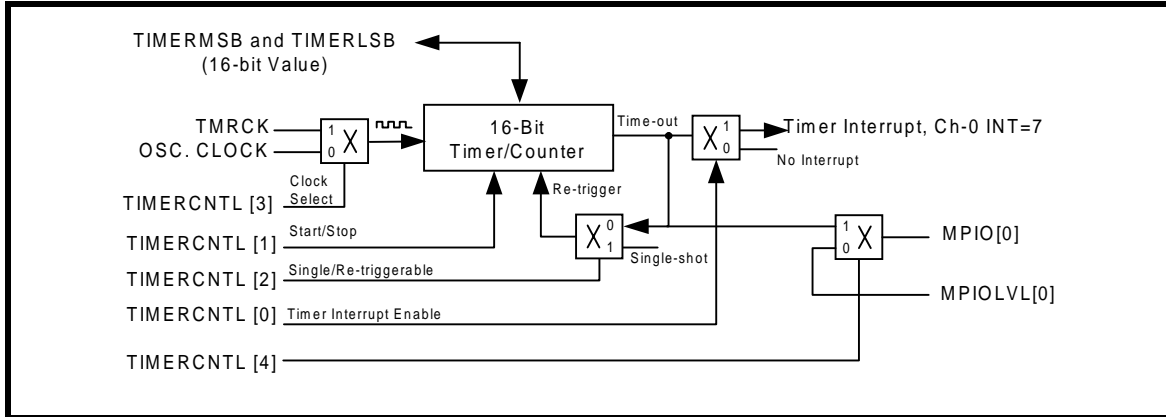 TIMERMSB and TIMERLSB
(16-bit Value)
TMRCK
OSC. CLOCK
1
0
X
16-Bit
Timer/Counter
Time-out
X
1
0
Timer Interrupt, Ch-0 INT=7
No Interrupt
Clock
Select
TIMERCNTL [3]
Re-trigger
TIMERCNTL [1]
Start/Stop
X
0
1
Single-shot
1
0
X
MPIO[0]
TIMERCNTL [2]
Single/Re-triggerable
MPIOLVL[0]
TIMERCNTL [0]
Timer Interrupt Enable
TIMERCNTL [4]